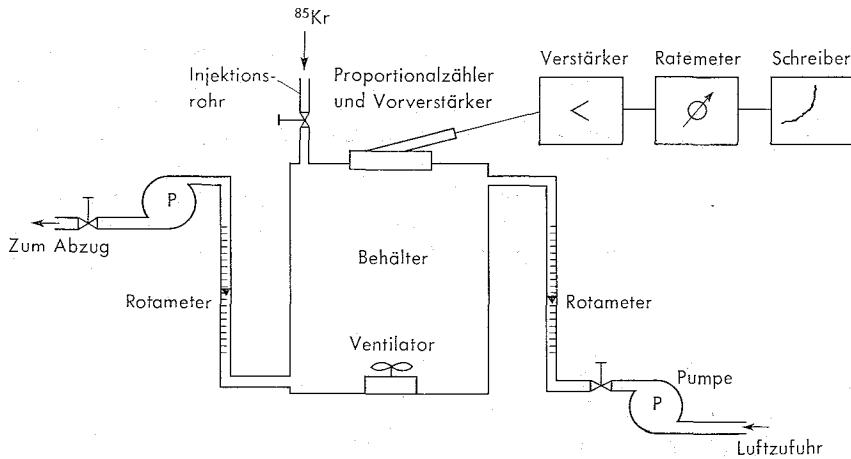 ⁸⁵Kr
Injektions-
rohr
Proportionalzähler
und Vorverstärker
Verstärker
Ratemeter
Schreiber
P
Zum Abzug
Rotameter
Behälter
Ventilator
Rotameter
Pumpe
P
Luftzufuhr